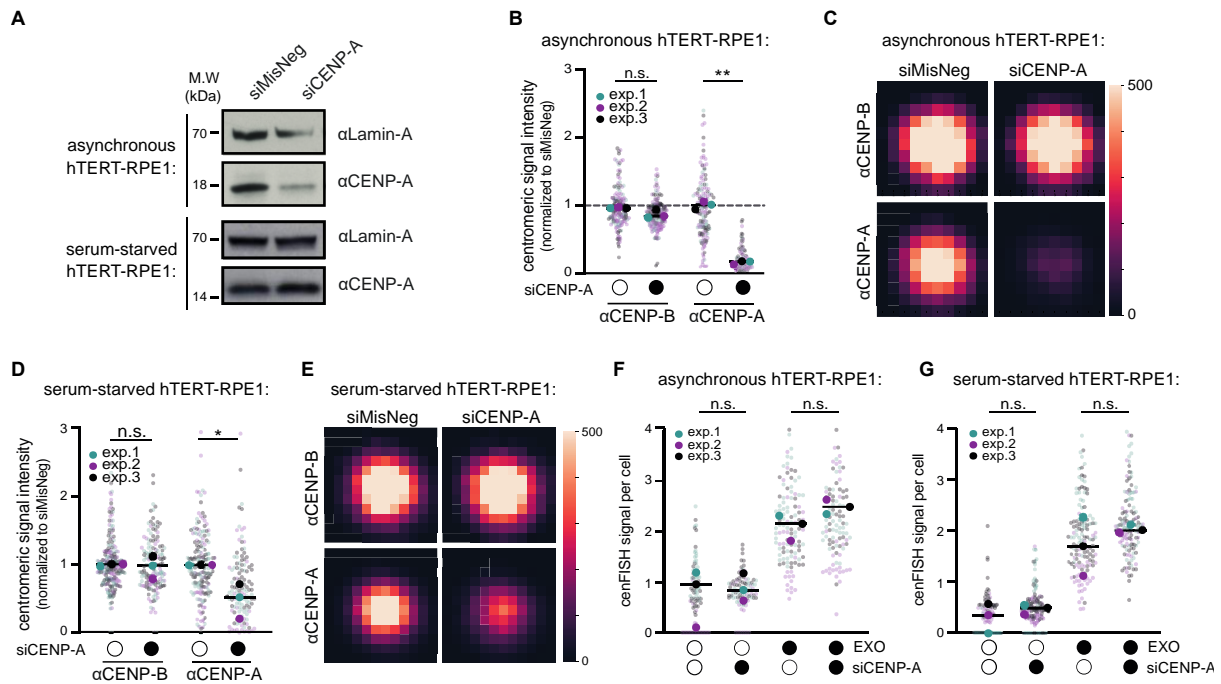 A
M.W
(kDa)
siMisNeg
siCENP-A
asynchronous
hTERT-RPE1:
70
αLamin-A
18
αCENP-A
serum-starved
hTERT-RPE1:
70
αLamin-A
14
αCENP-A
B
asynchronous hTERT-RPE1:
centromeric signal intensity
(normalized to siMisNeg)
3
2
1
0
n.s.
**
exp.1
exp.2
exp.3
siCENP-A
αCENP-B
αCENP-A
C
asynchronous hTERT-RPE1:
siMisNeg siCENP-A
αCENP-B
αCENP-A
500
0
D
serum-starved hTERT-RPE1:
centromeric signal intensity
(normalized to siMisNeg)
3
2
1
0
n.s.
*
exp.1
exp.2
exp.3
siCENP-A
αCENP-B
αCENP-A
E
serum-starved hTERT-RPE1:
siMisNeg siCENP-A
αCENP-B
αCENP-A
500
0
F
asynchronous hTERT-RPE1:
cenFISH signal per cell
n.s.
n.s.
4
3
2
1
0
exp.1
exp.2
exp.3
EXO
siCENP-A
G
serum-starved hTERT-RPE1:
cenFISH signal per cell
n.s.
n.s.
4
3
2
1
0
exp.1
exp.2
exp.3
EXO
siCENP-A